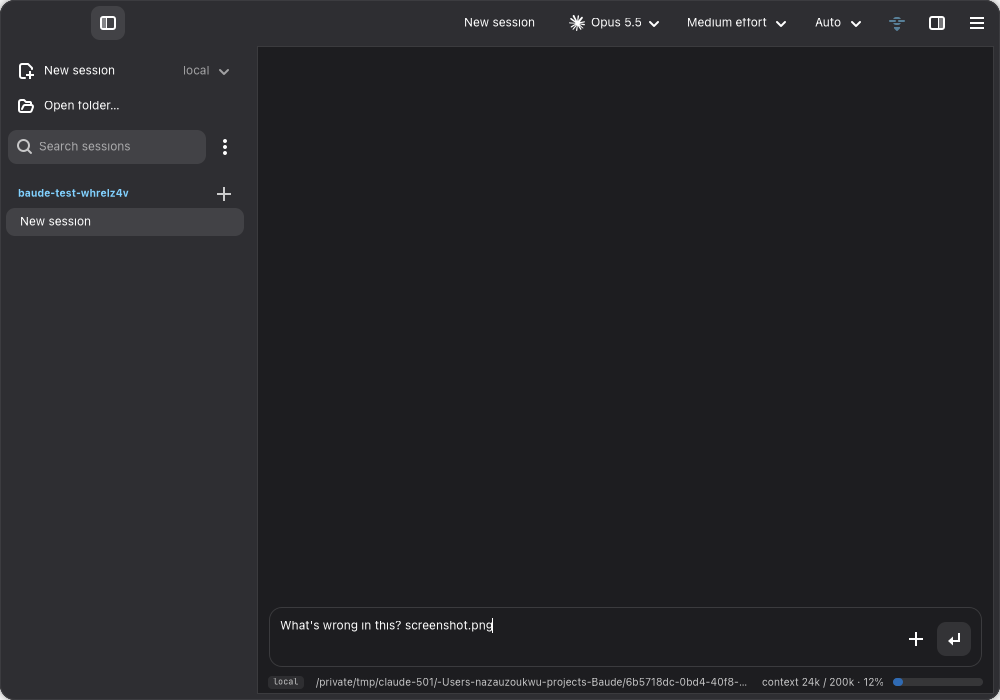 New session
Opus 5.5
Medium effort
Auto
New session
local
Open folder...
Search sessions
baude-test-whrelz4v
New session
What's wrong in this? screenshot.png
local
/private/tmp/claude-501/-Users-nazauzoukwu-projects-Baude/6b5718dc-0bd4-40f8-...
context 24k / 200k · 12%